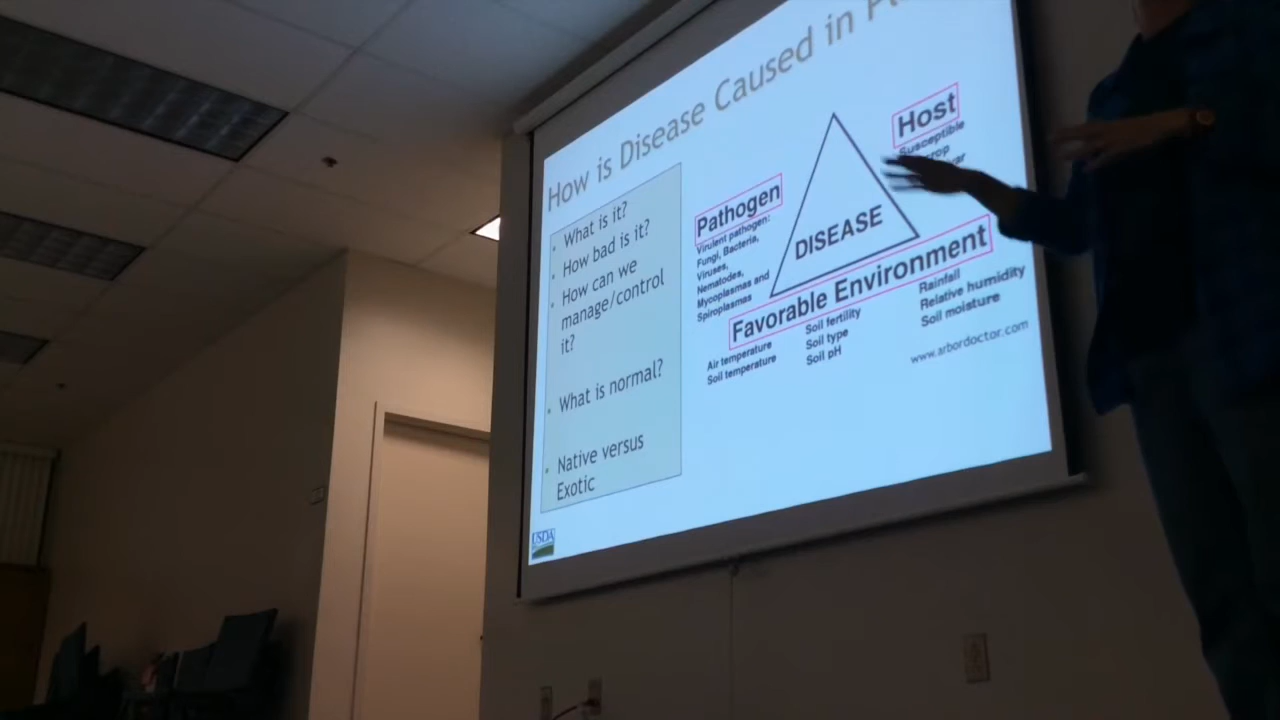 How is Disease Caused in
• What is it?
• How bad is it?
• How can we
manage/control
it?
• What is normal?
• Native versus
Exotic
Pathogen
Virulent pathogen:
Fungi, Bacteria,
Viruses,
Nematodes,
Mycoplasmas and
Spiroplasmas
DISEASE
Host
Susceptible
Favorable Environment
Air temperature
Soil temperature
Soil fertility
Soil type
Soil pH
Rainfall
Relative humidity
Soil moisture
www.arbordoctor.com
USDA